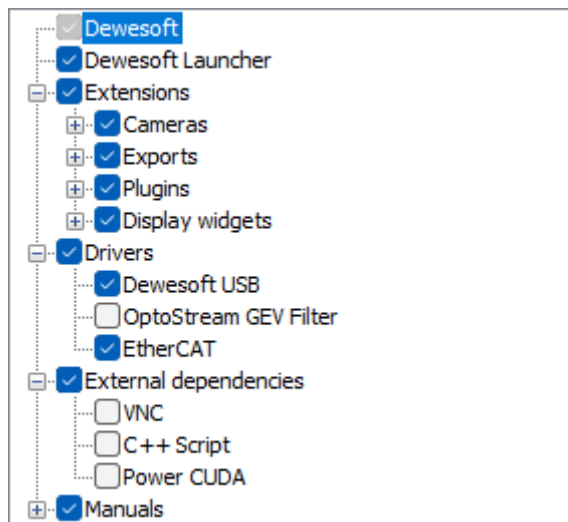 Dewesoft
Dewesoft Launcher
Extensions
Cameras
Exports
Plugins
Display widgets
Drivers
Dewesoft USB
OptoStream GEV Filter
EtherCAT
External dependencies
VNC
C++ Script
Power CUDA
Manuals